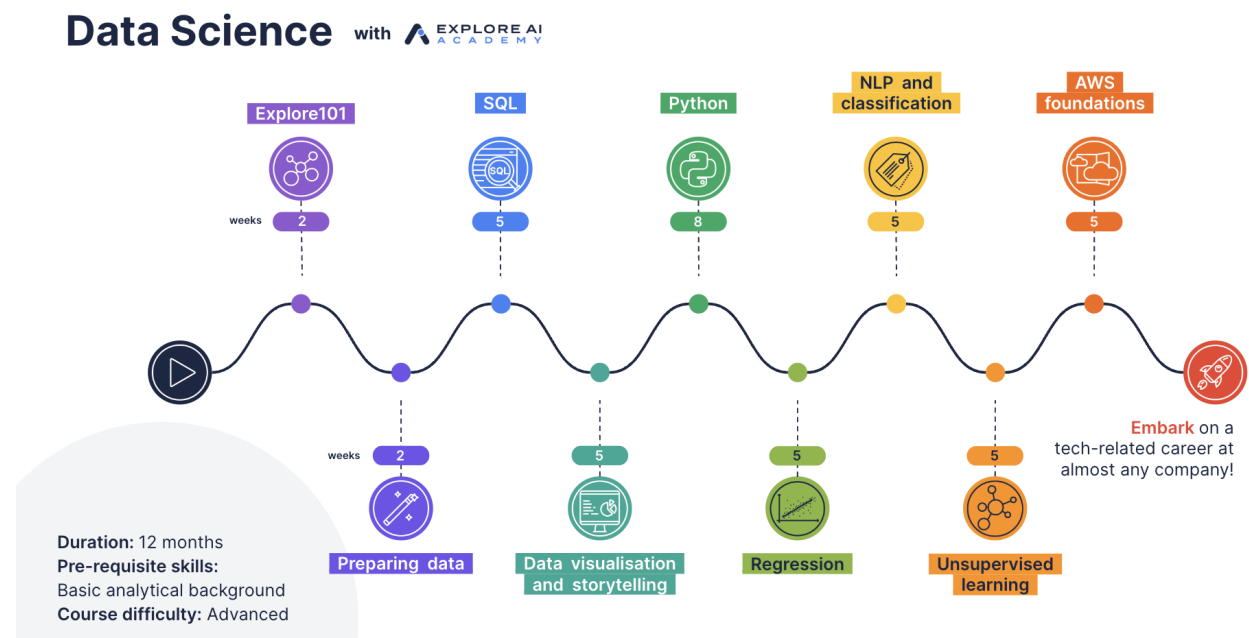 Data Science with EXPLORE AI
ACADEMY
Explore101
SQL
Python
NLP and
classification
AWS
foundations
SQL
weeks 2
5
8
5
5
weeks 2
5
5
5
Preparing data
Data visualisation
and storytelling
Regression
Unsupervised
learning
Embark on a
tech-related career at
almost any company!
Duration: 12 months
Pre-requisite skills:
Basic analytical background
Course difficulty: Advanced